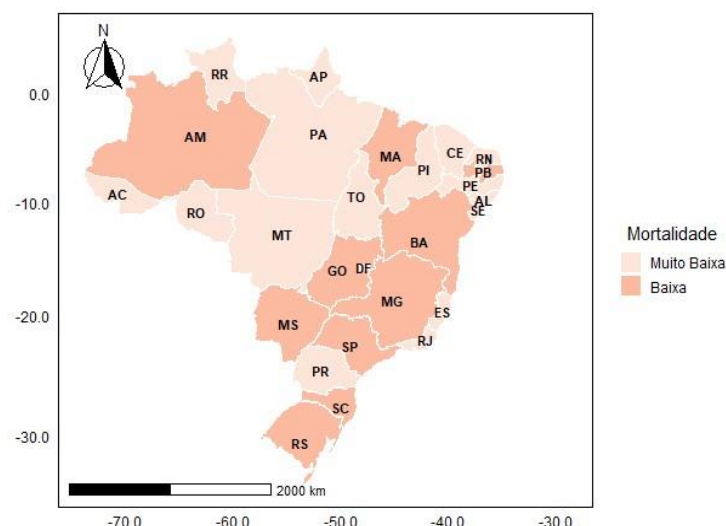 N
0.0
-10.0
-20.0
-30.0
RR
AP
AM
PA
MA
CE
RN
PB
PI
PE
AL
SE
AC
TO
RO
MT
BA
GO
DF
MG
ES
MS
SP
RJ
PR
SC
RS
2000 km
-70.0 -60.0 -50.0 -40.0 -30.0
Mortalidade
Muito Baixa
Baixa